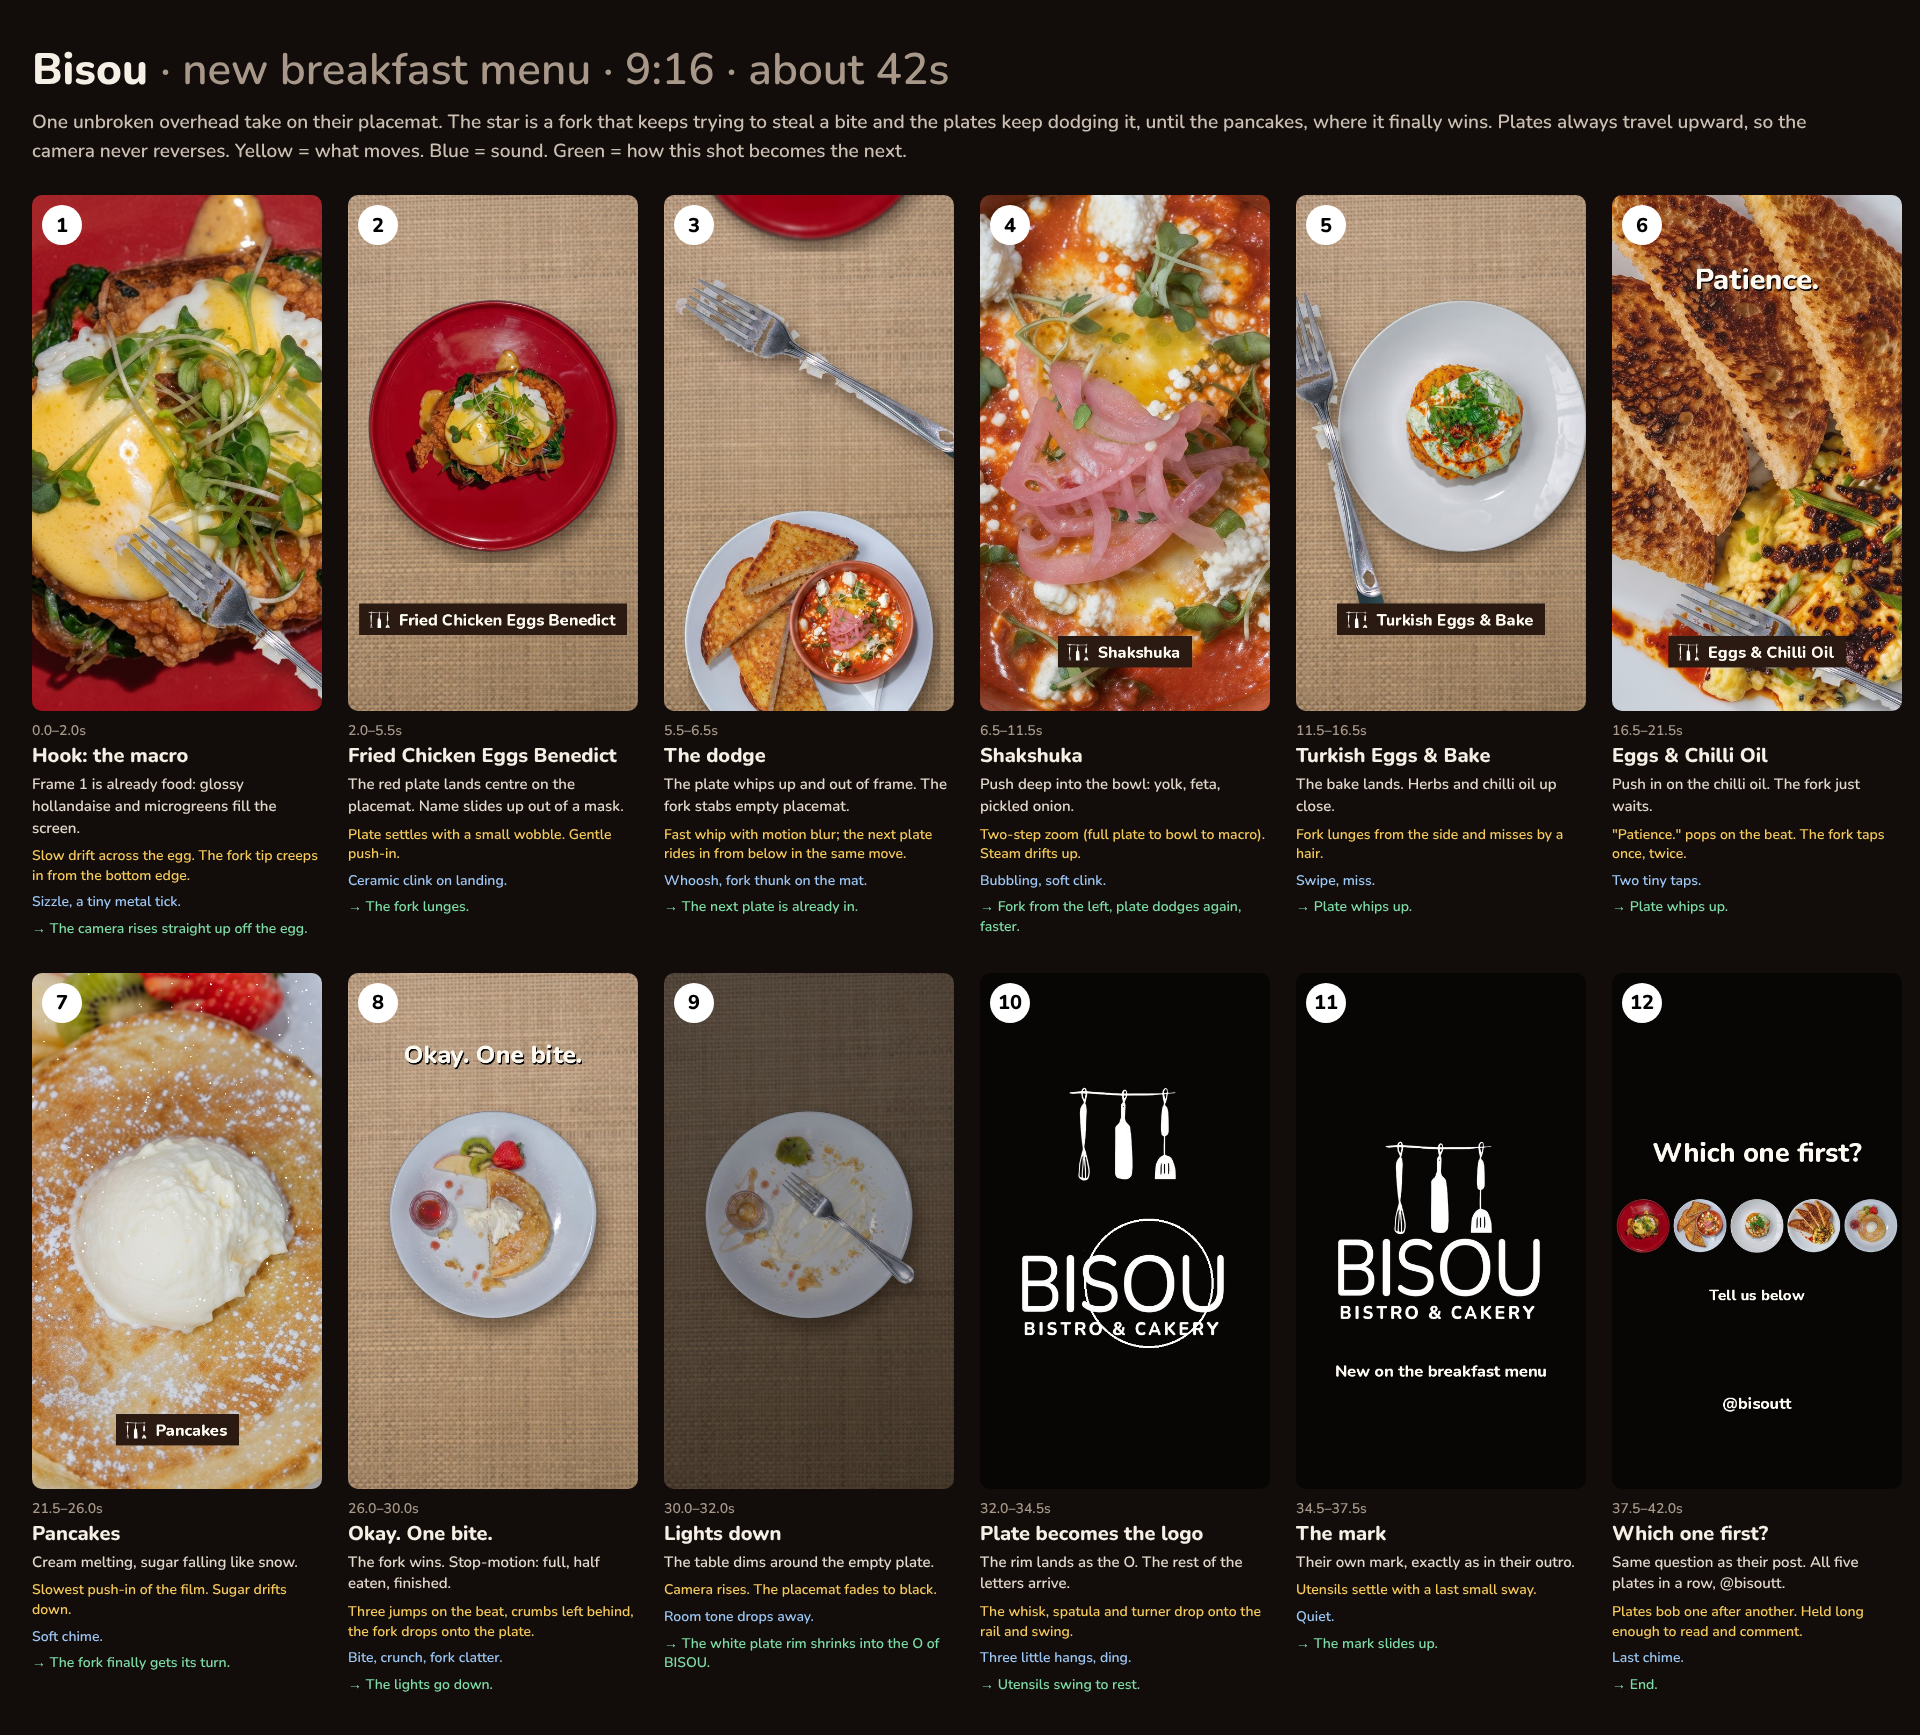 Bisou · new breakfast menu · 9:16 · about 42s
One unbroken overhead take on their placemat. The star is a fork that keeps trying to steal a bite and the plates keep dodging it, until the pancakes, where it finally wins. Plates always travel upward, so the
camera never reverses. Yellow = what moves. Blue = sound. Green = how this shot becomes the next.
1
0.0–2.0s
Hook: the macro
Frame 1 is already food: glossy
hollandaise and microgreens fill the
screen.
Slow drift across the egg. The fork tip creeps
in from the bottom edge.
Sizzle, a tiny metal tick.
→ The camera rises straight up off the egg.
2
Fried Chicken Eggs Benedict
2.0–5.5s
Fried Chicken Eggs Benedict
The red plate lands centre on the
placemat. Name slides up out of a mask.
Plate settles with a small wobble. Gentle
push-in.
Ceramic clink on landing.
→ The fork lunges.
3
5.5–6.5s
The dodge
The plate whips up and out of frame. The
fork stabs empty placemat.
Fast whip with motion blur; the next plate
rides in from below in the same move.
Whoosh, fork thunk on the mat.
→ The next plate is already in.
4
Shakshuka
6.5–11.5s
Shakshuka
Push deep into the bowl: yolk, feta,
pickled onion.
Two-step zoom (full plate to bowl to macro).
Steam drifts up.
Bubbling, soft clink.
→ Fork from the left, plate dodges again,
faster.
5
Turkish Eggs & Bake
11.5–16.5s
Turkish Eggs & Bake
The bake lands. Herbs and chilli oil up
close.
Fork lunges from the side and misses by a
hair.
Swipe, miss.
→ Plate whips up.
6
Patience.
Eggs & Chilli Oil
16.5–21.5s
Eggs & Chilli Oil
Push in on the chilli oil. The fork just
waits.
"Patience." pops on the beat. The fork taps
once, twice.
Two tiny taps.
→ Plate whips up.
7
Pancakes
21.5–26.0s
Pancakes
Cream melting, sugar falling like snow.
Slowest push-in of the film. Sugar drifts
down.
Soft chime.
→ The fork finally gets its turn.
8
Okay. One bite.
26.0–30.0s
Okay. One bite.
The fork wins. Stop-motion: full, half
eaten, finished.
Three jumps on the beat, crumbs left behind,
the fork drops onto the plate.
Bite, crunch, fork clatter.
→ The lights go down.
9
30.0–32.0s
Lights down
The table dims around the empty plate.
Camera rises. The placemat fades to black.
Room tone drops away.
→ The white plate rim shrinks into the O of
BISOU.
10
BISOU
BISTRO & CAKERY
32.0–34.5s
Plate becomes the logo
The rim lands as the O. The rest of the
letters arrive.
The whisk, spatula and turner drop onto the
rail and swing.
Three little hangs, ding.
→ Utensils swing to rest.
11
BISOU
BISTRO & CAKERY
New on the breakfast menu
34.5–37.5s
The mark
Their own mark, exactly as in their outro.
Utensils settle with a last small sway.
Quiet.
→ The mark slides up.
12
Which one first?
Tell us below
@bisoutt
37.5–42.0s
Which one first?
Same question as their post. All five
plates in a row, @bisoutt.
Plates bob one after another. Held long
enough to read and comment.
Last chime.
→ End.